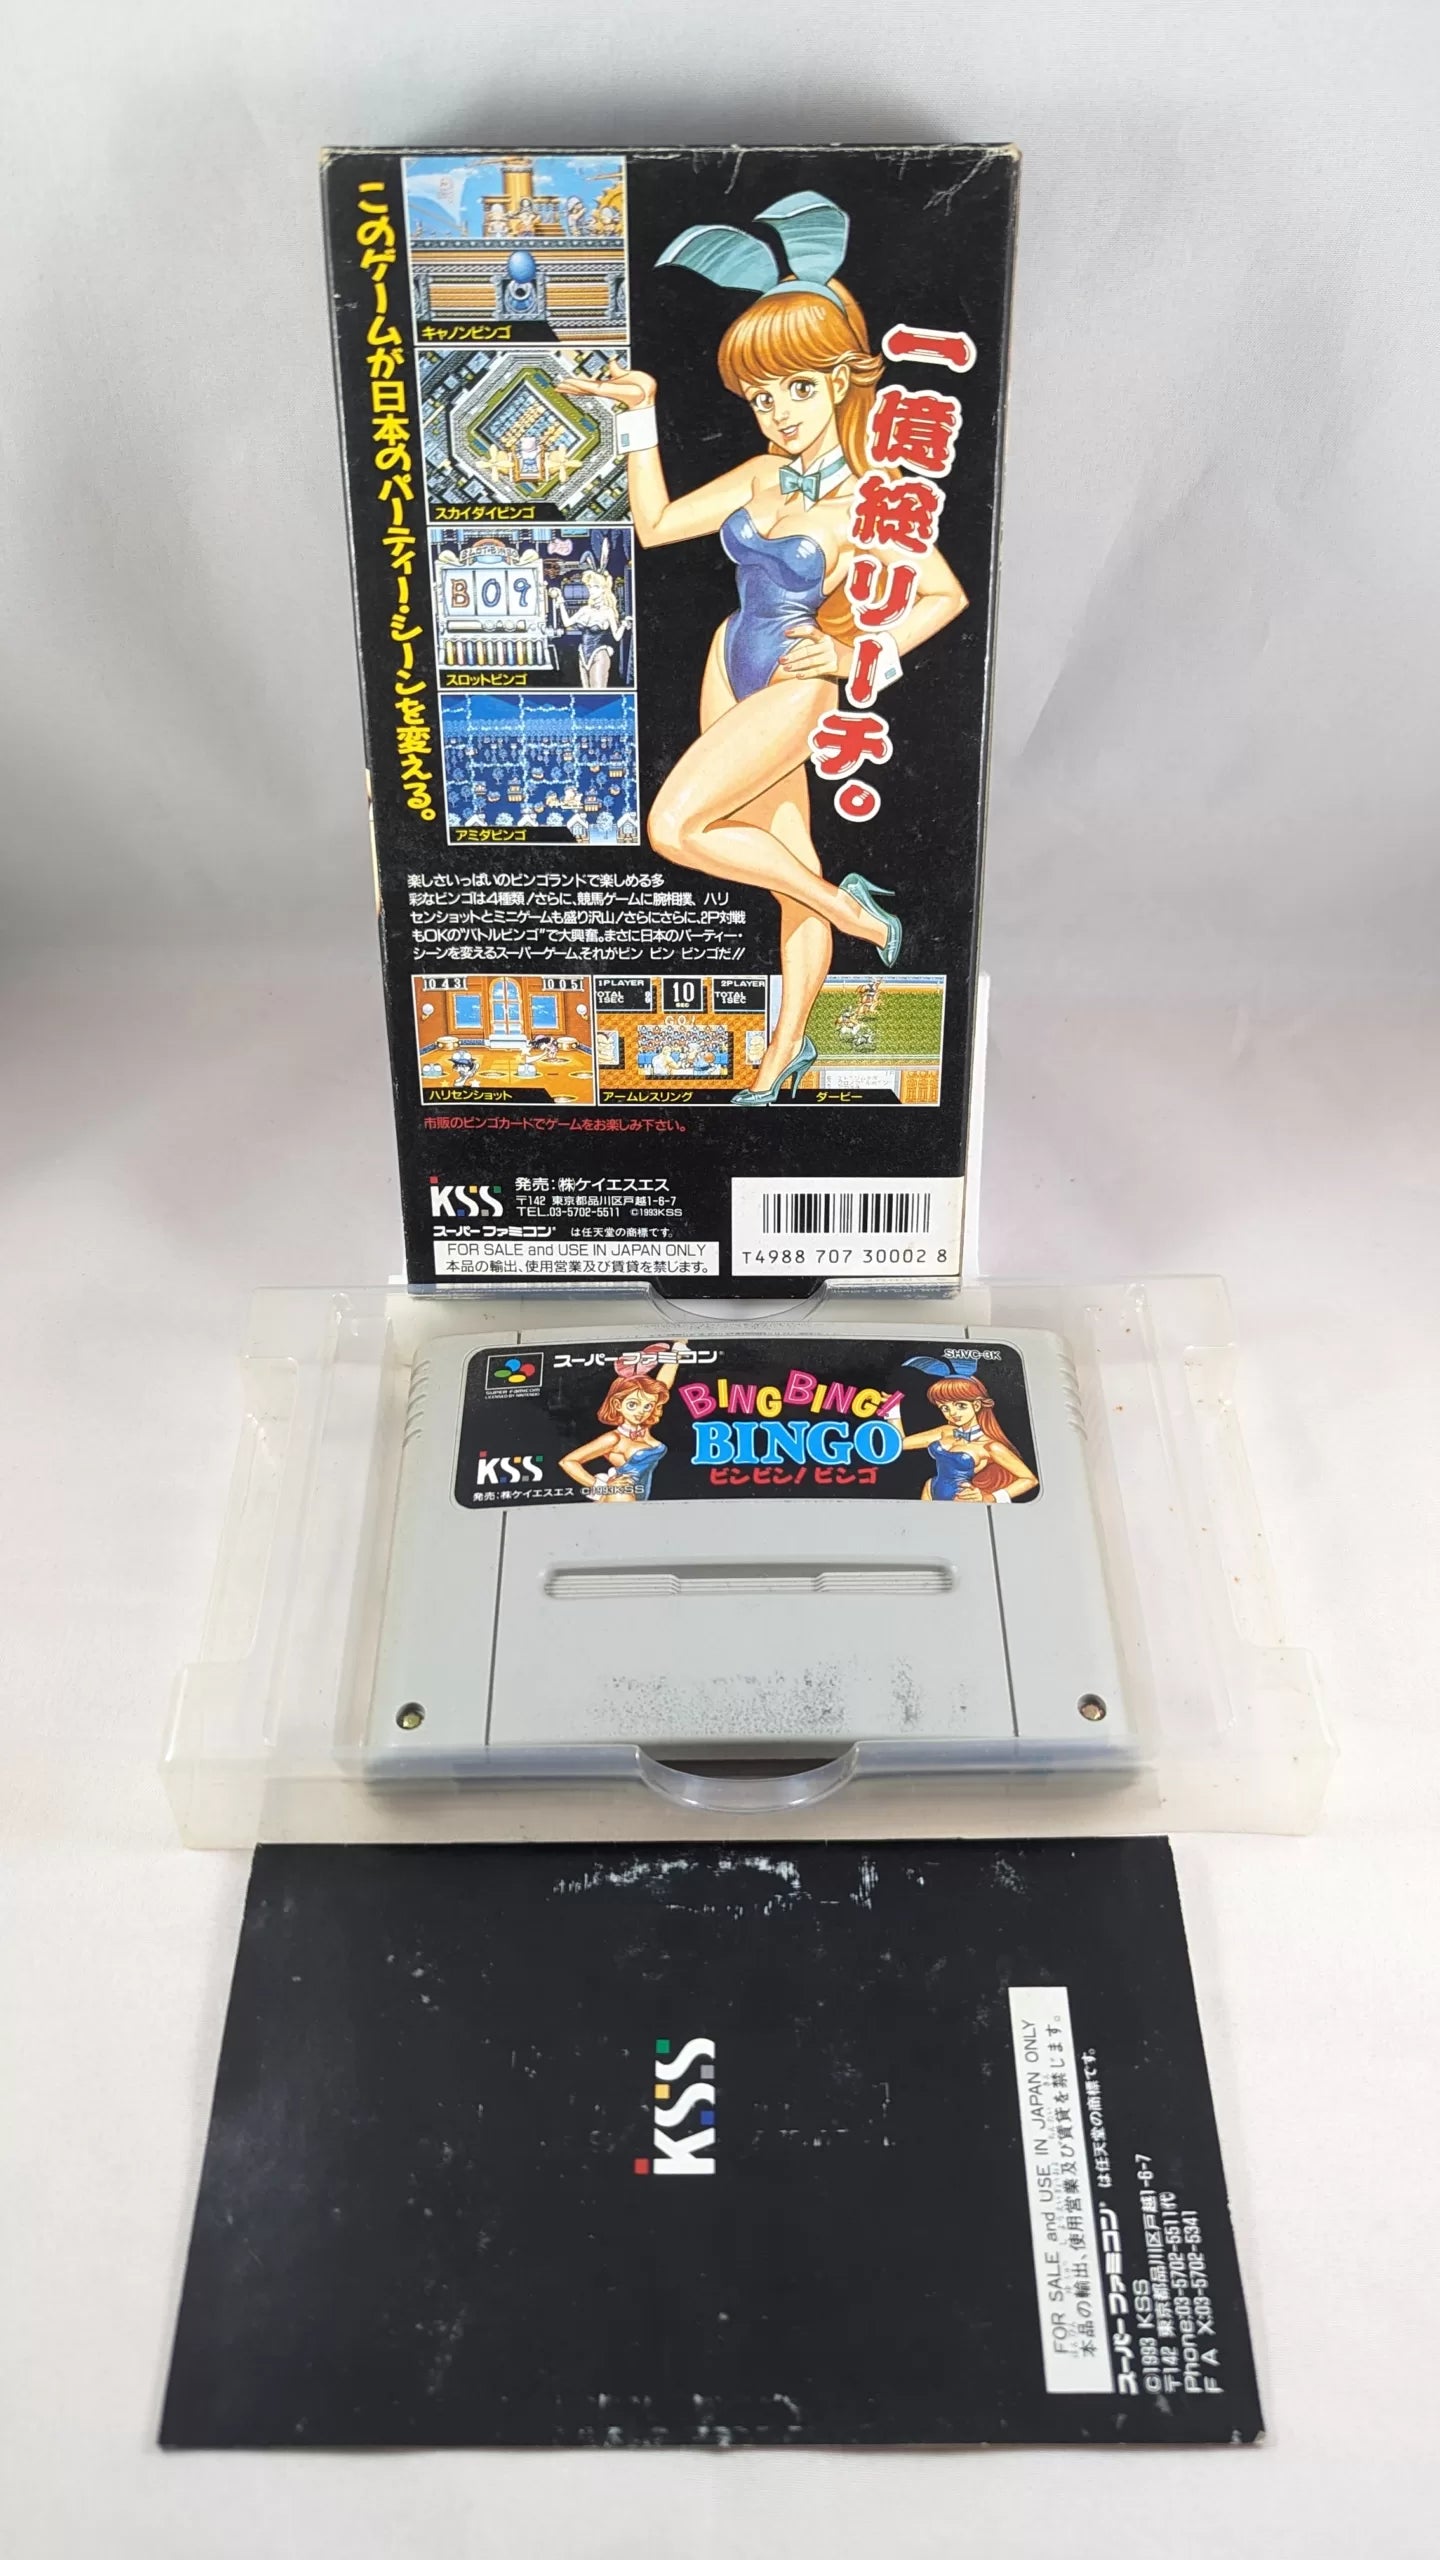 このゲームが日本のパーティー・シーンを変える。
一億総リーチ。
キャノンビンゴ
スカイダイビンゴ
B09
スロットビンゴ
アミダビンゴ
楽しさいっぱいのビンゴランドで楽しめる多
彩なビンゴは4種類!さらに、競馬ゲームに腕相撲、ハリ
センショットとミニゲームも盛り沢山!さらにさらに、2P対戦
もOKの"バトルビンゴ"で大興奮。まさに日本のパーティー・
シーンを変えるスーパーゲーム、それがビン ビン ビンゴだ!!
1043 1005
ハリセンショット
1PLAYER 10 2PLAYER
TOTAL SEC TOTAL
1SEC 1SEC
GO!
アームレスリング
ダービー
市販のビンゴカードでゲームをお楽しみ下さい。
KSS 発売:㈱ケイエスエス
〒142 東京都品川区戸越1-6-7
TEL.03-5702-5511 ©1993KSS
スーパーファミコン® は任天堂の商標です。
FOR SALE and USE IN JAPAN ONLY
本品の輸出、使用営業及び賃貸を禁じます。
T4988 707 30002 8
スーパーファミコン®
SHVC-3K
SUPER FAMICOM
LICENSED BY NINTENDO
BING BING!
BINGO
ビンビン!ビンゴ
KSS
発売:㈱ケイエスエス ©1993KSS
KSS
FOR SALE and USE IN JAPAN ONLY
本品の輸出、使用営業及び賃貸を禁じます。
スーパーファミコン® は任天堂の商標です。
©1993 KSS
〒142 東京都品川区戸越1-6-7
Phone:03-5702-5511代
FAX:03-5702-5341